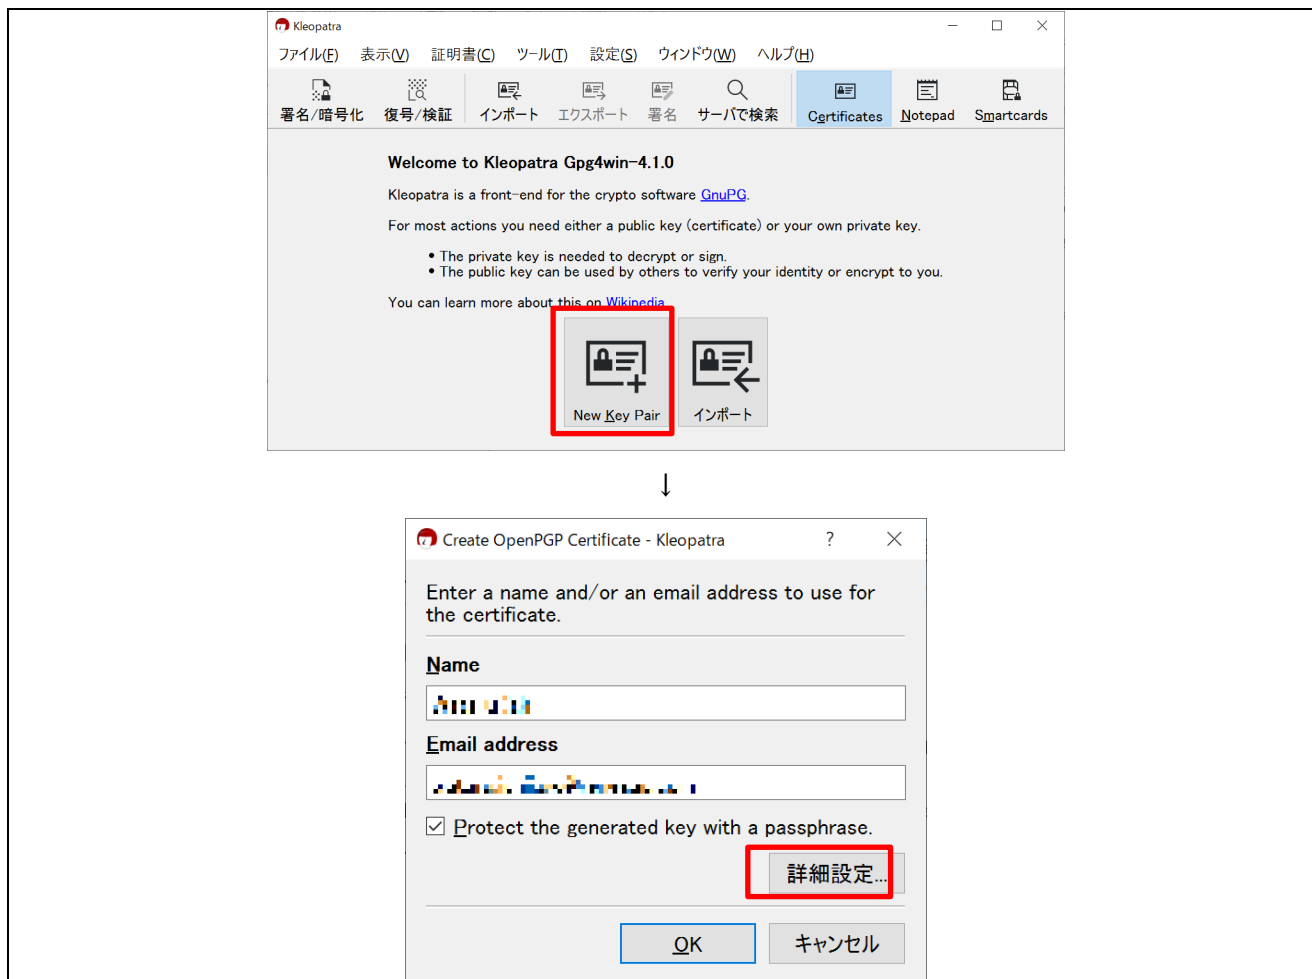 Kleopatra
ファイル(F) 表示(V) 証明書(C) ツール(T) 設定(S) ウィンドウ(W) ヘルプ(H)
署名/暗号化 復号/検証 インポート エクスポート 署名 サーバで検索 Certificates Notepad Smartcards
Welcome to Kleopatra Gpg4win-4.1.0
Kleopatra is a front-end for the crypto software GnuPG.
For most actions you need either a public key (certificate) or your own private key.
• The private key is needed to decrypt or sign.
• The public key can be used by others to verify your identity or encrypt to you.
You can learn more about this on Wikipedia
New Key Pair インポート
↓
Create OpenPGP Certificate - Kleopatra ?
Enter a name and/or an email address to use for
the certificate.
Name
Email address
Protect the generated key with a passphrase.
詳細設定...
OK キャンセル